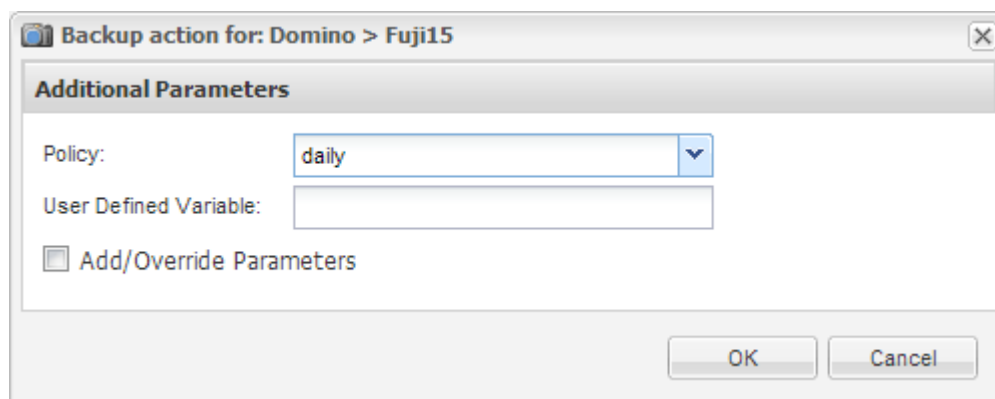 Backup action for: Domino > Fuji15
Additional Parameters
Policy: daily
User Defined Variable:
Add/Override Parameters
OK Cancel